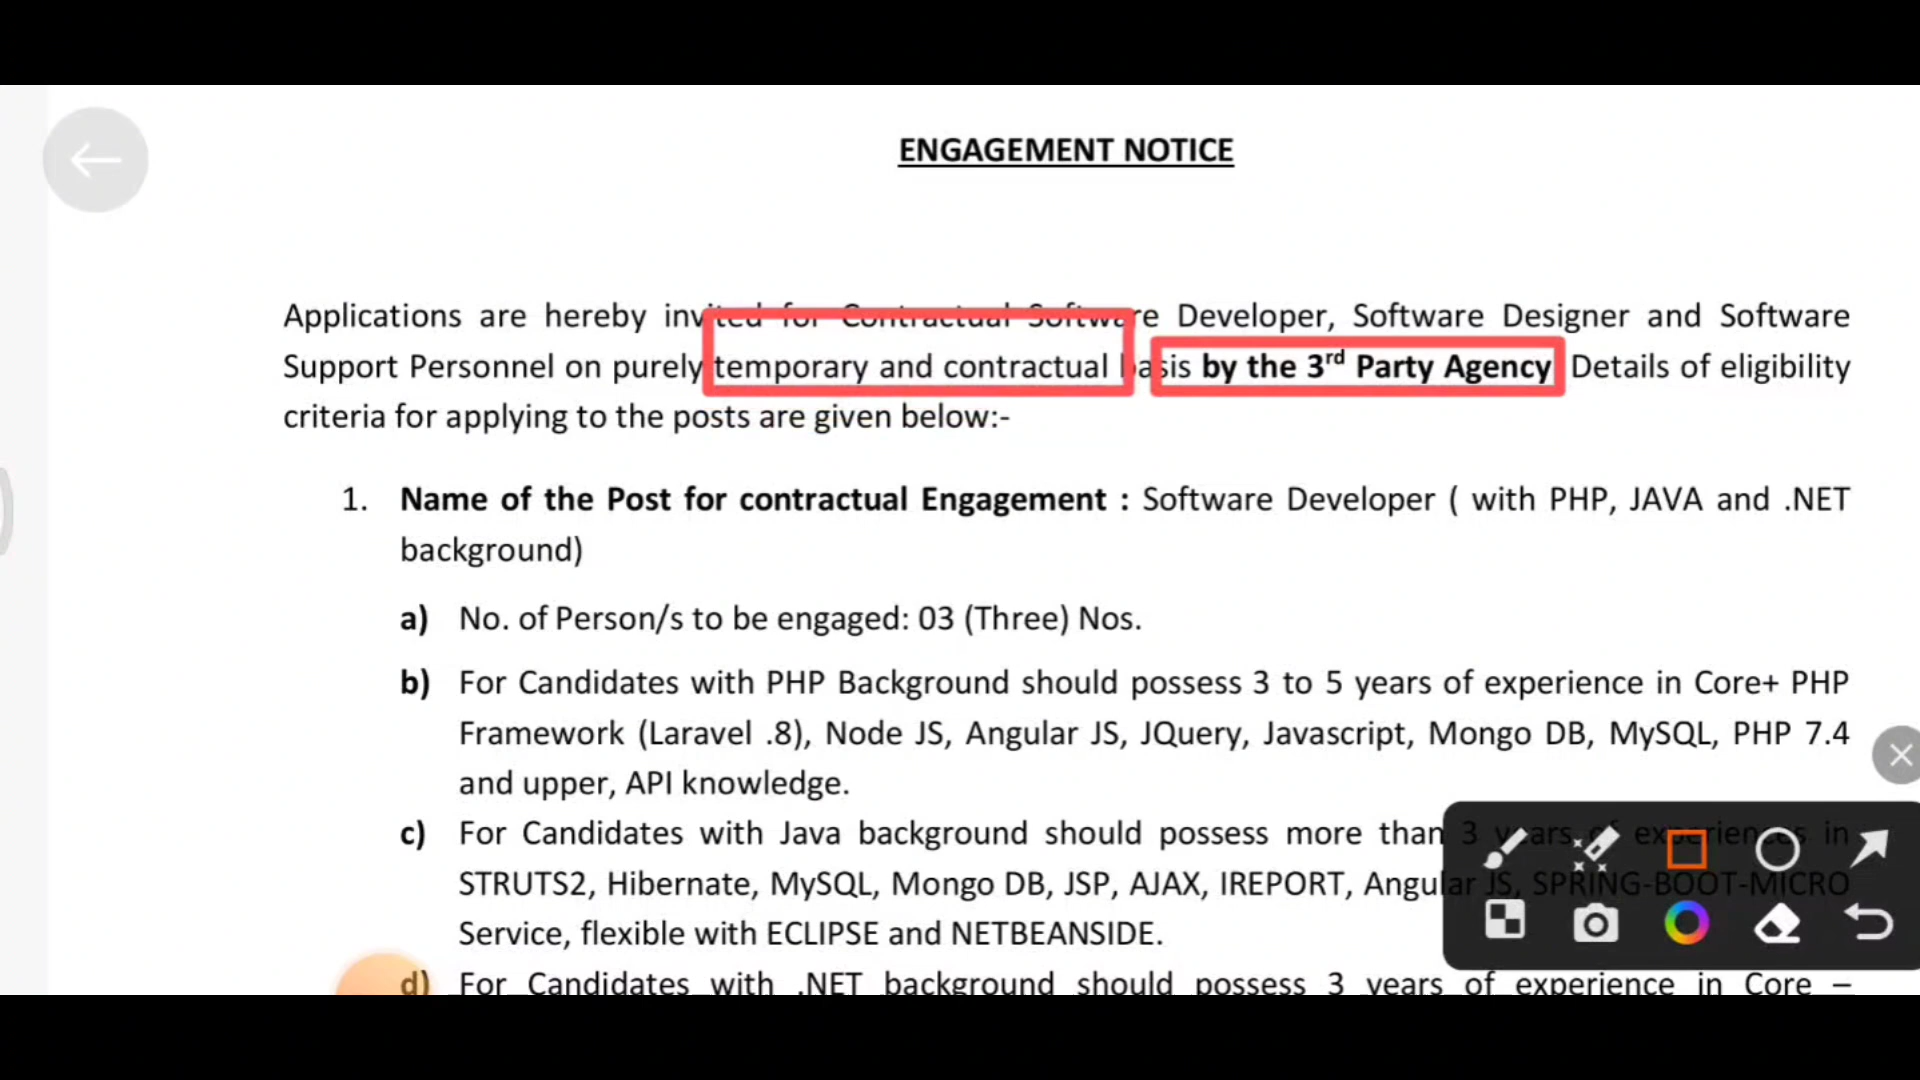 ENGAGEMENT NOTICE
Applications are hereby invited for Contractual Software Developer, Software Designer and Software
Support Personnel on purely temporary and contractual basis by the 3rd Party Agency Details of eligibility
criteria for applying to the posts are given below:-
1. Name of the Post for contractual Engagement : Software Developer ( with PHP, JAVA and .NET
background)
a) No. of Person/s to be engaged: 03 (Three) Nos.
b) For Candidates with PHP Background should possess 3 to 5 years of experience in Core+ PHP
Framework (Laravel .8), Node JS, Angular JS, JQuery, Javascript, Mongo DB, MySQL, PHP 7.4
and upper, API knowledge.
c) For Candidates with Java background should possess more than 3 years of experiences in
STRUTS2, Hibernate, MySQL, Mongo DB, JSP, AJAX, IREPORT, Angular JS, SPRING-BOOT-MICRO
Service, flexible with ECLIPSE and NETBEANSIDE.
d) For Candidates with .NET background should possess 3 years of experience in Core –